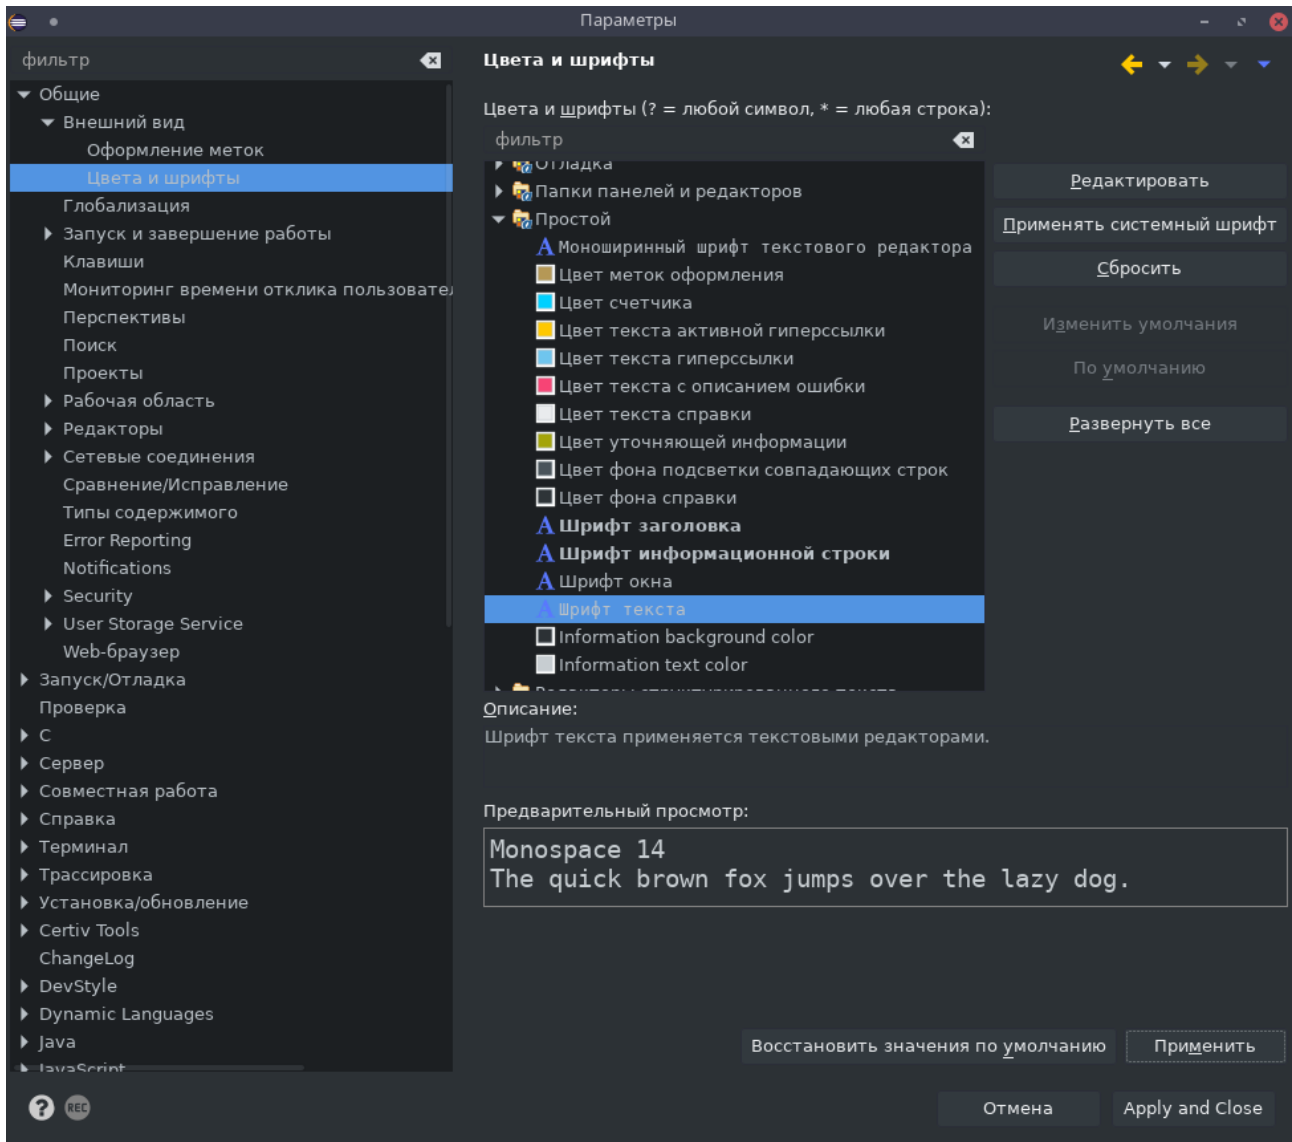 Параметры
фильтр
Общие
Внешний вид
Оформление меток
Цвета и шрифты
Глобализация
Запуск и завершение работы
Клавиши
Мониторинг времени отклика пользовател
Перспективы
Поиск
Проекты
Рабочая область
Редакторы
Сетевые соединения
Сравнение/Исправление
Типы содержимого
Error Reporting
Notifications
Security
User Storage Service
Web-браузер
Запуск/Отладка
Проверка
C
Сервер
Совместная работа
Справка
Терминал
Трассировка
Установка/обновление
Certiv Tools
ChangeLog
DevStyle
Dynamic Languages
Java
JavaScript
Цвета и шрифты
Цвета и шрифты (? = любой символ, * = любая строка):
фильтр
Отладка
Папки панелей и редакторов
Простой
Моноширинный шрифт текстового редактора
Цвет меток оформления
Цвет счетчика
Цвет текста активной гиперссылки
Цвет текста гиперссылки
Цвет текста с описанием ошибки
Цвет текста справки
Цвет уточняющей информации
Цвет фона подсветки совпадающих строк
Цвет фона справки
Шрифт заголовка
Шрифт информационной строки
Шрифт окна
Шрифт текста
Information background color
Information text color
Редакторы структурированного текста
Редактировать
Применять системный шрифт
Сбросить
Изменить умолчания
По умолчанию
Развернуть все
Описание:
Шрифт текста применяется текстовыми редакторами.
Предварительный просмотр:
Monospace 14
The quick brown fox jumps over the lazy dog.
Восстановить значения по умолчанию
Применить
REC
Отмена
Apply and Close